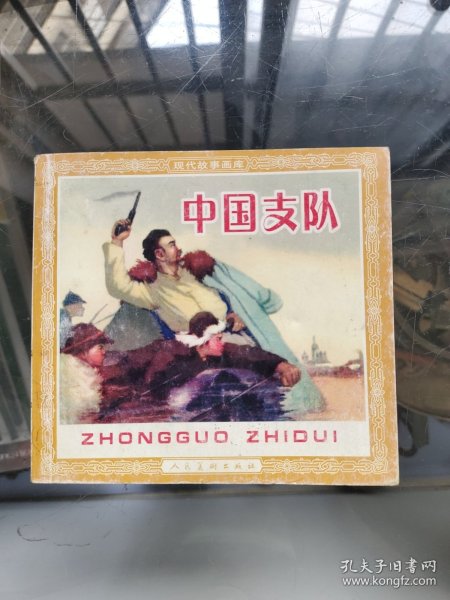 现代故事画库
中国支队
ZHONGGUO ZHIDUI
人民美术出版社
孔夫子旧书网
www.kongfz.com